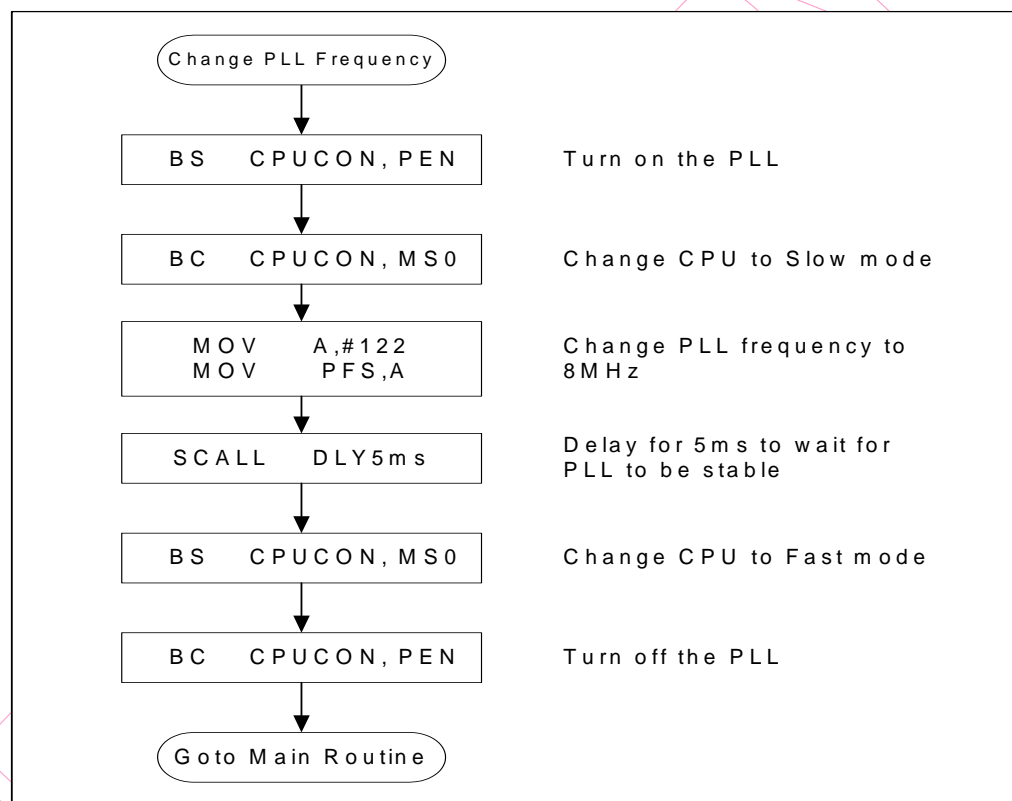 Change PLL Frequency
BS CPUCON, PEN
Turn on the PLL
BC CPUCON, MS0
Change CPU to Slow mode
MOV A,#122
MOV PFS,A
Change PLL frequency to
8MHz
SCALL DLY5ms
Delay for 5ms to wait for
PLL to be stable
BS CPUCON, MS0
Change CPU to Fast mode
BC CPUCON, PEN
Turn off the PLL
Goto Main Routine